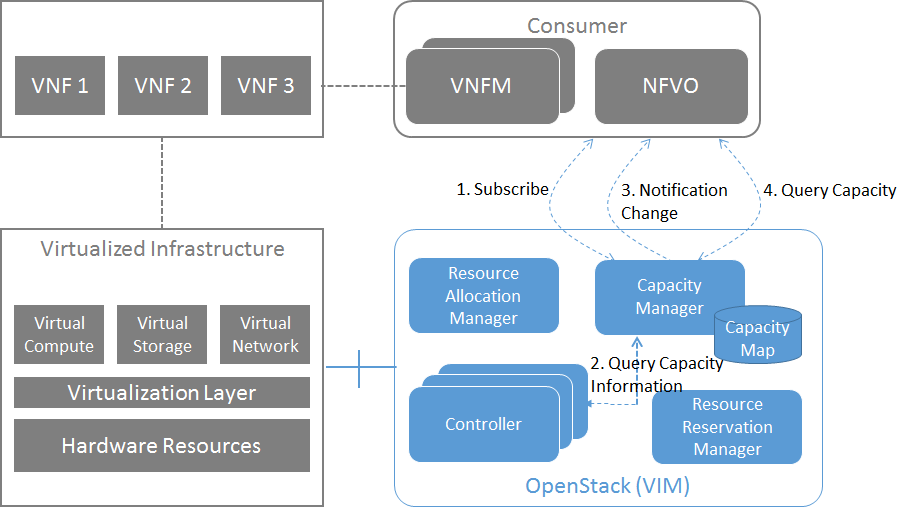 VNF 1
VNF 2
VNF 3
Consumer
VNFM
NFVO
1. Subscribe
3. Notification
Change
4. Query Capacity
Virtualized Infrastructure
Virtual
Compute
Virtual
Storage
Virtual
Network
Virtualization Layer
Hardware Resources
Resource
Allocation
Manager
Capacity
Manager
Capacity
Map
2. Query Capacity
Information
Controller
Resource
Reservation
Manager
OpenStack (VIM)